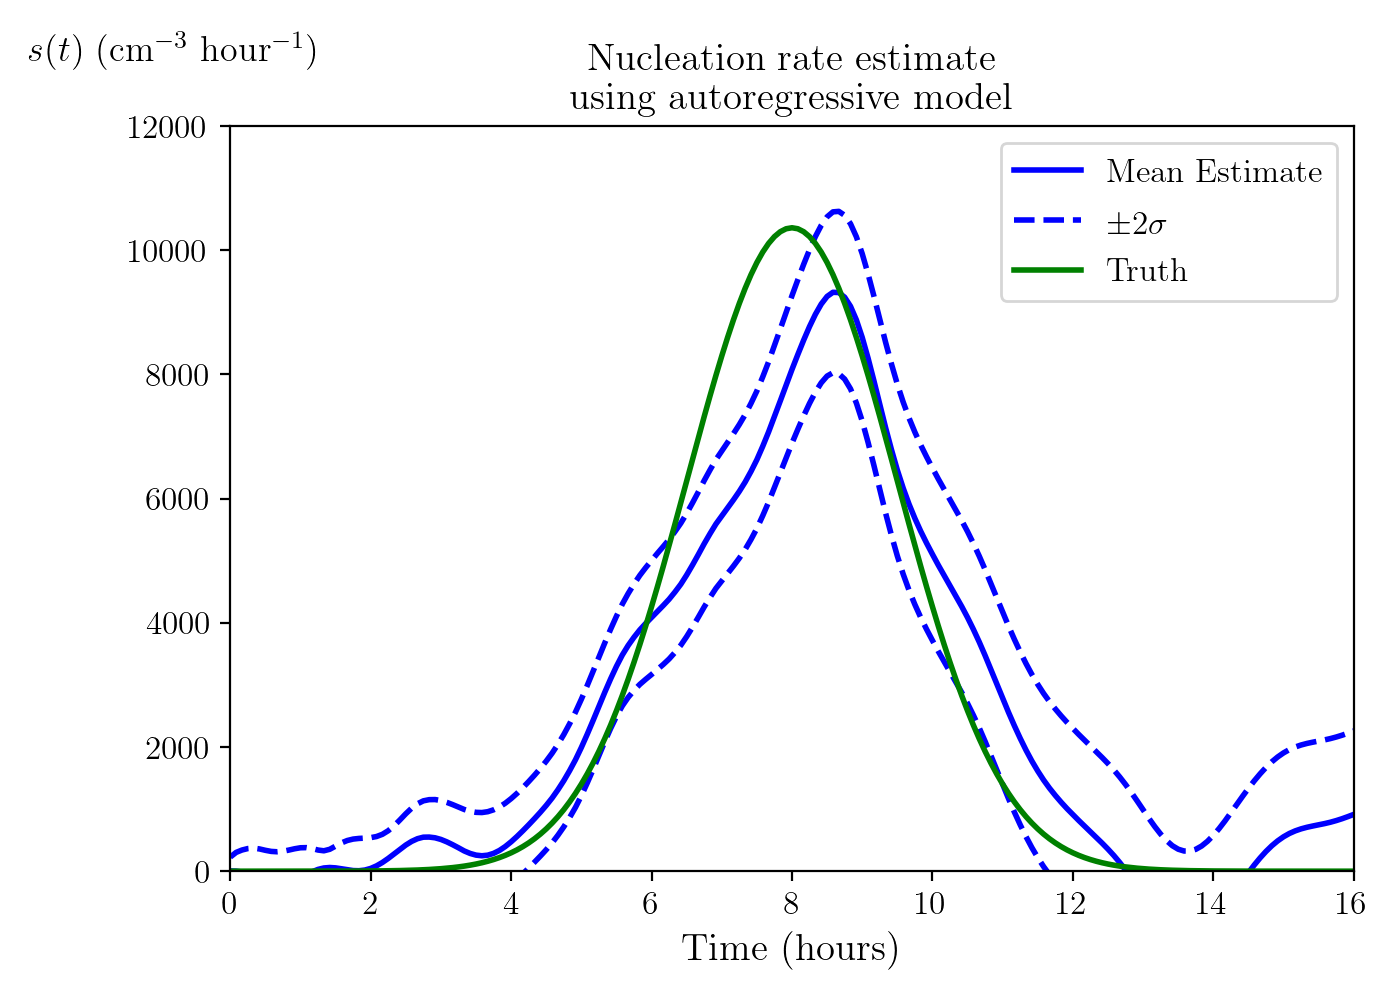 s(t) (cm⁻³ hour⁻¹)
Nucleation rate estimate
using autoregressive model
12000
10000
8000
6000
4000
2000
0
Mean Estimate
±2σ
Truth
0 2 4 6 8 10 12 14 16
Time (hours)